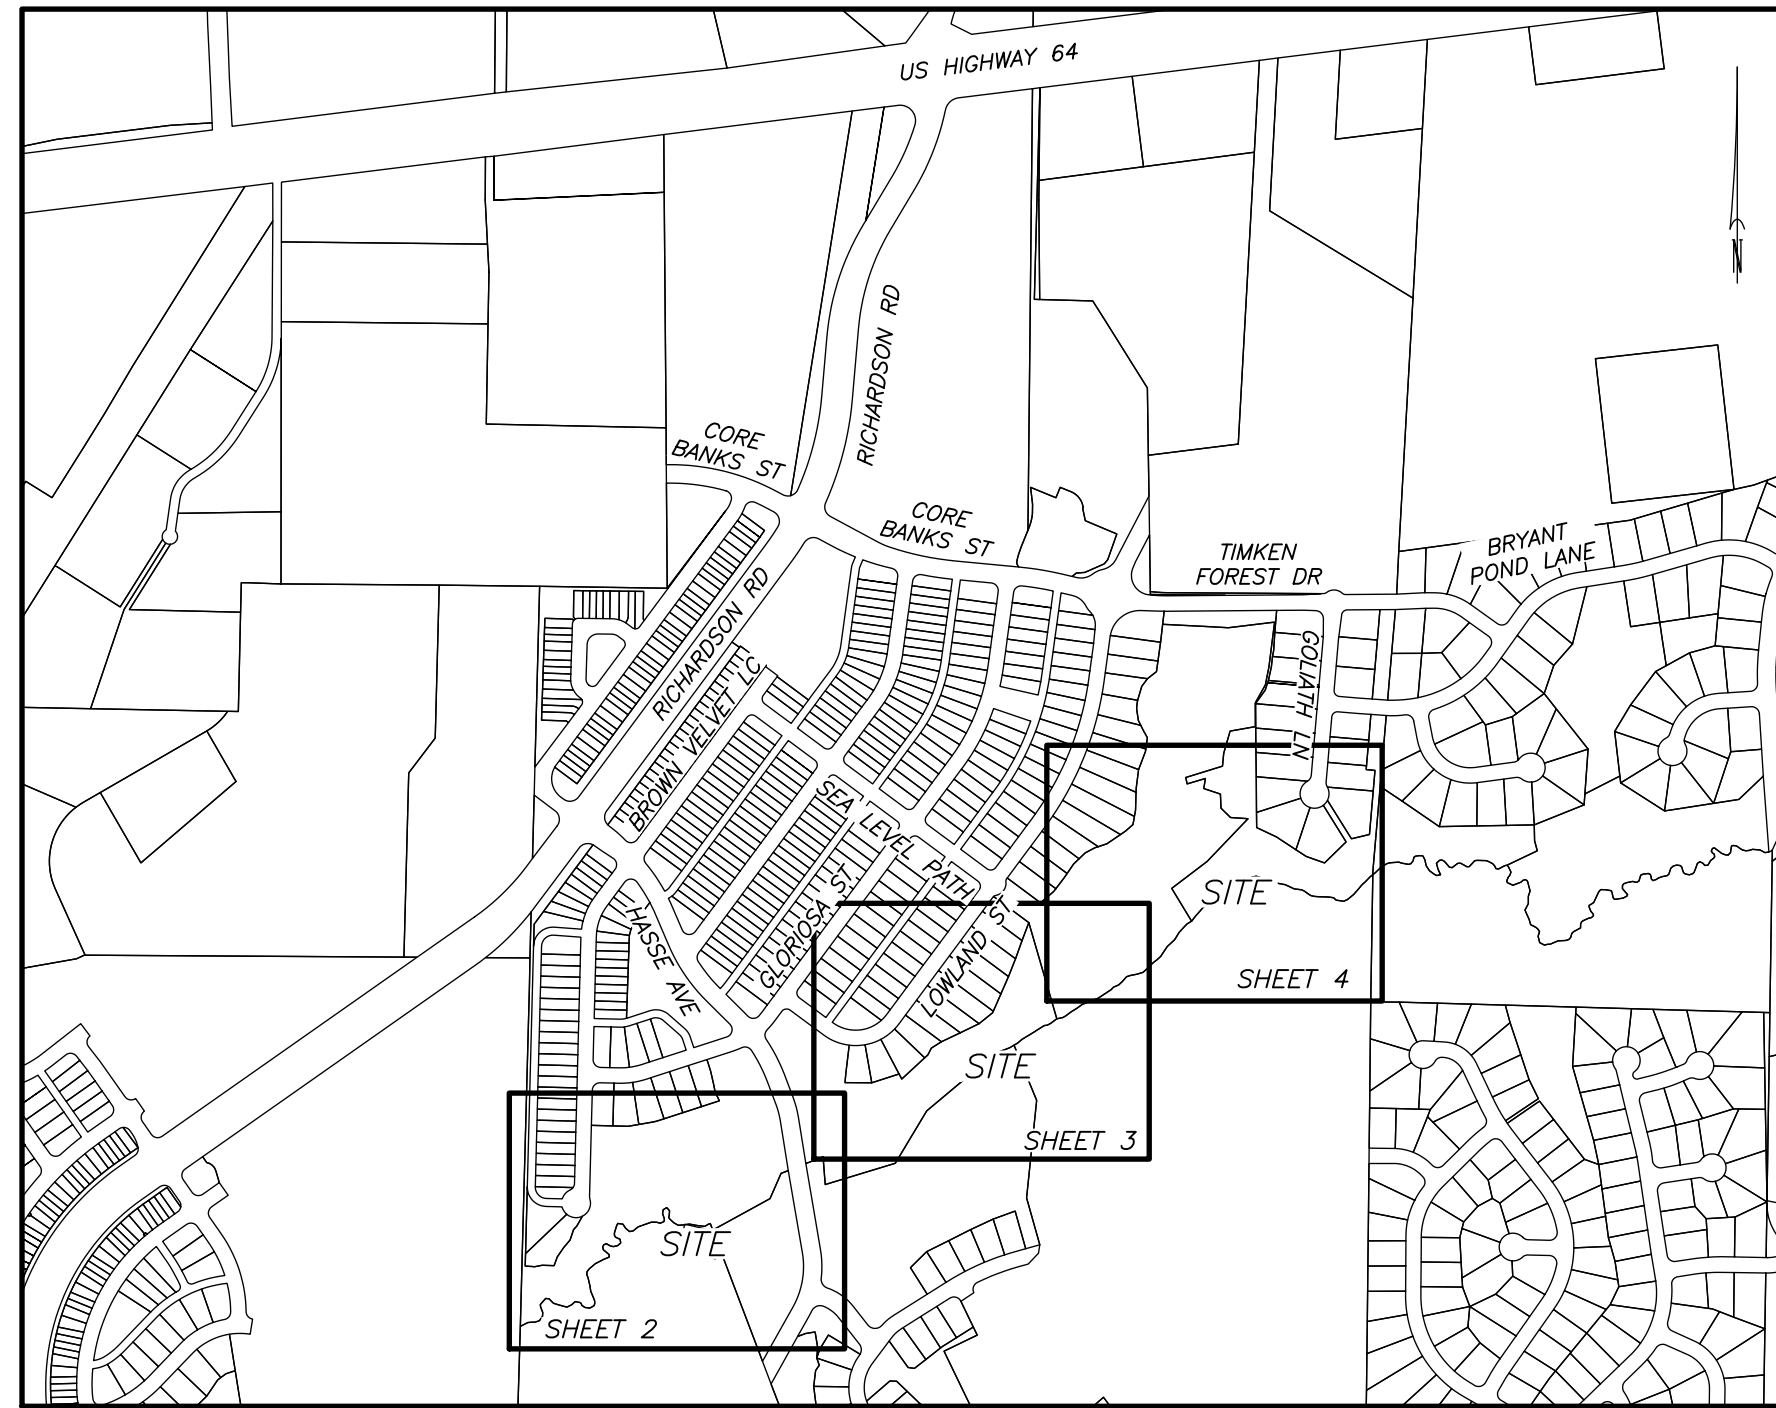 US HIGHWAY 64
N
RICHARDSON RD
CORE
BANKS ST
CORE
BANKS ST
TIMKEN
FOREST DR
BRYANT
POND LANE
RICHARDSON RD
GOLIATH LN
BROWN VELVET LC
SEA LEVEL PATH
GLORIOSA ST
HASSE AVE
LOWLAND ST
SITE
SHEET 4
SITE
SHEET 3
SITE
SHEET 2